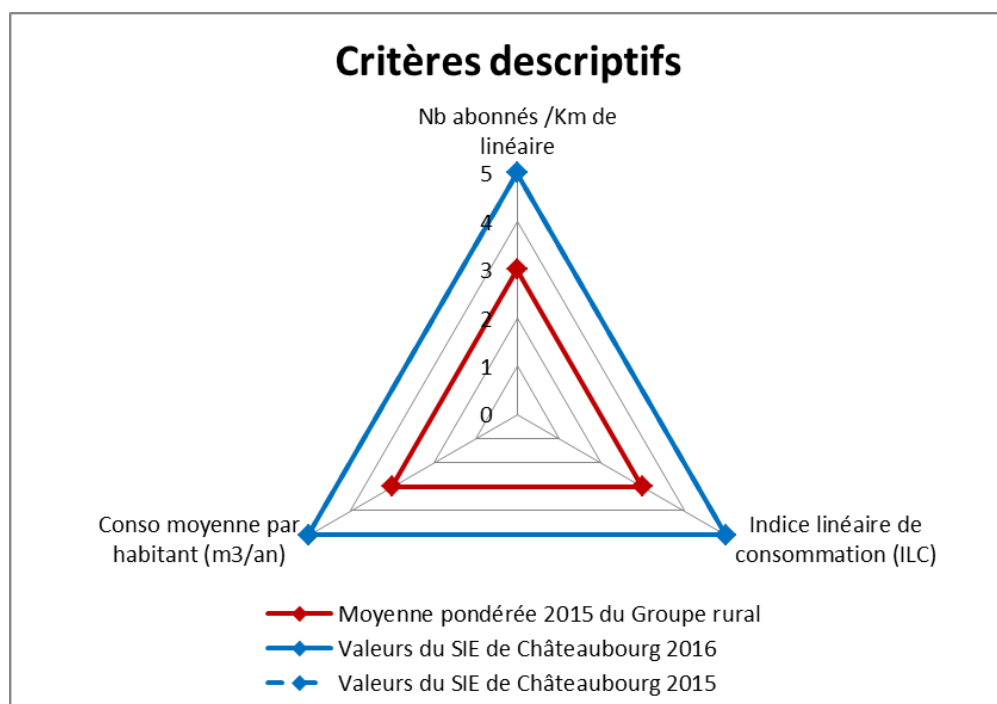 Critères descriptifs
Nb abonnés /Km de
linéaire
5
4
3
2
1
0
Conso moyenne par
habitant (m3/an)
Indice linéaire de
consommation (ILC)
Moyenne pondérée 2015 du Groupe rural
Valeurs du SIE de Châteaubourg 2016
Valeurs du SIE de Châteaubourg 2015